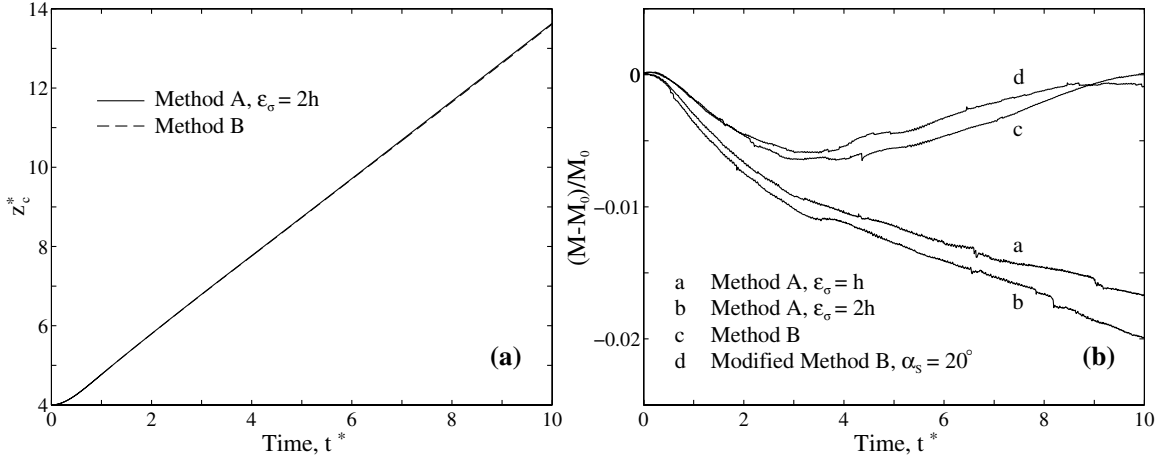 14
12
10
8
6
4
z*c
Method A, εσ = 2h
Method B
(a)
0 2 4 6 8 10
Time, t*
0
−0.01
−0.02
(M-M0)/M0
d
c
a
b
a Method A, εσ = h
b Method A, εσ = 2h
c Method B
d Modified Method B, αs = 20°
(b)
0 2 4 6 8 10
Time, t*